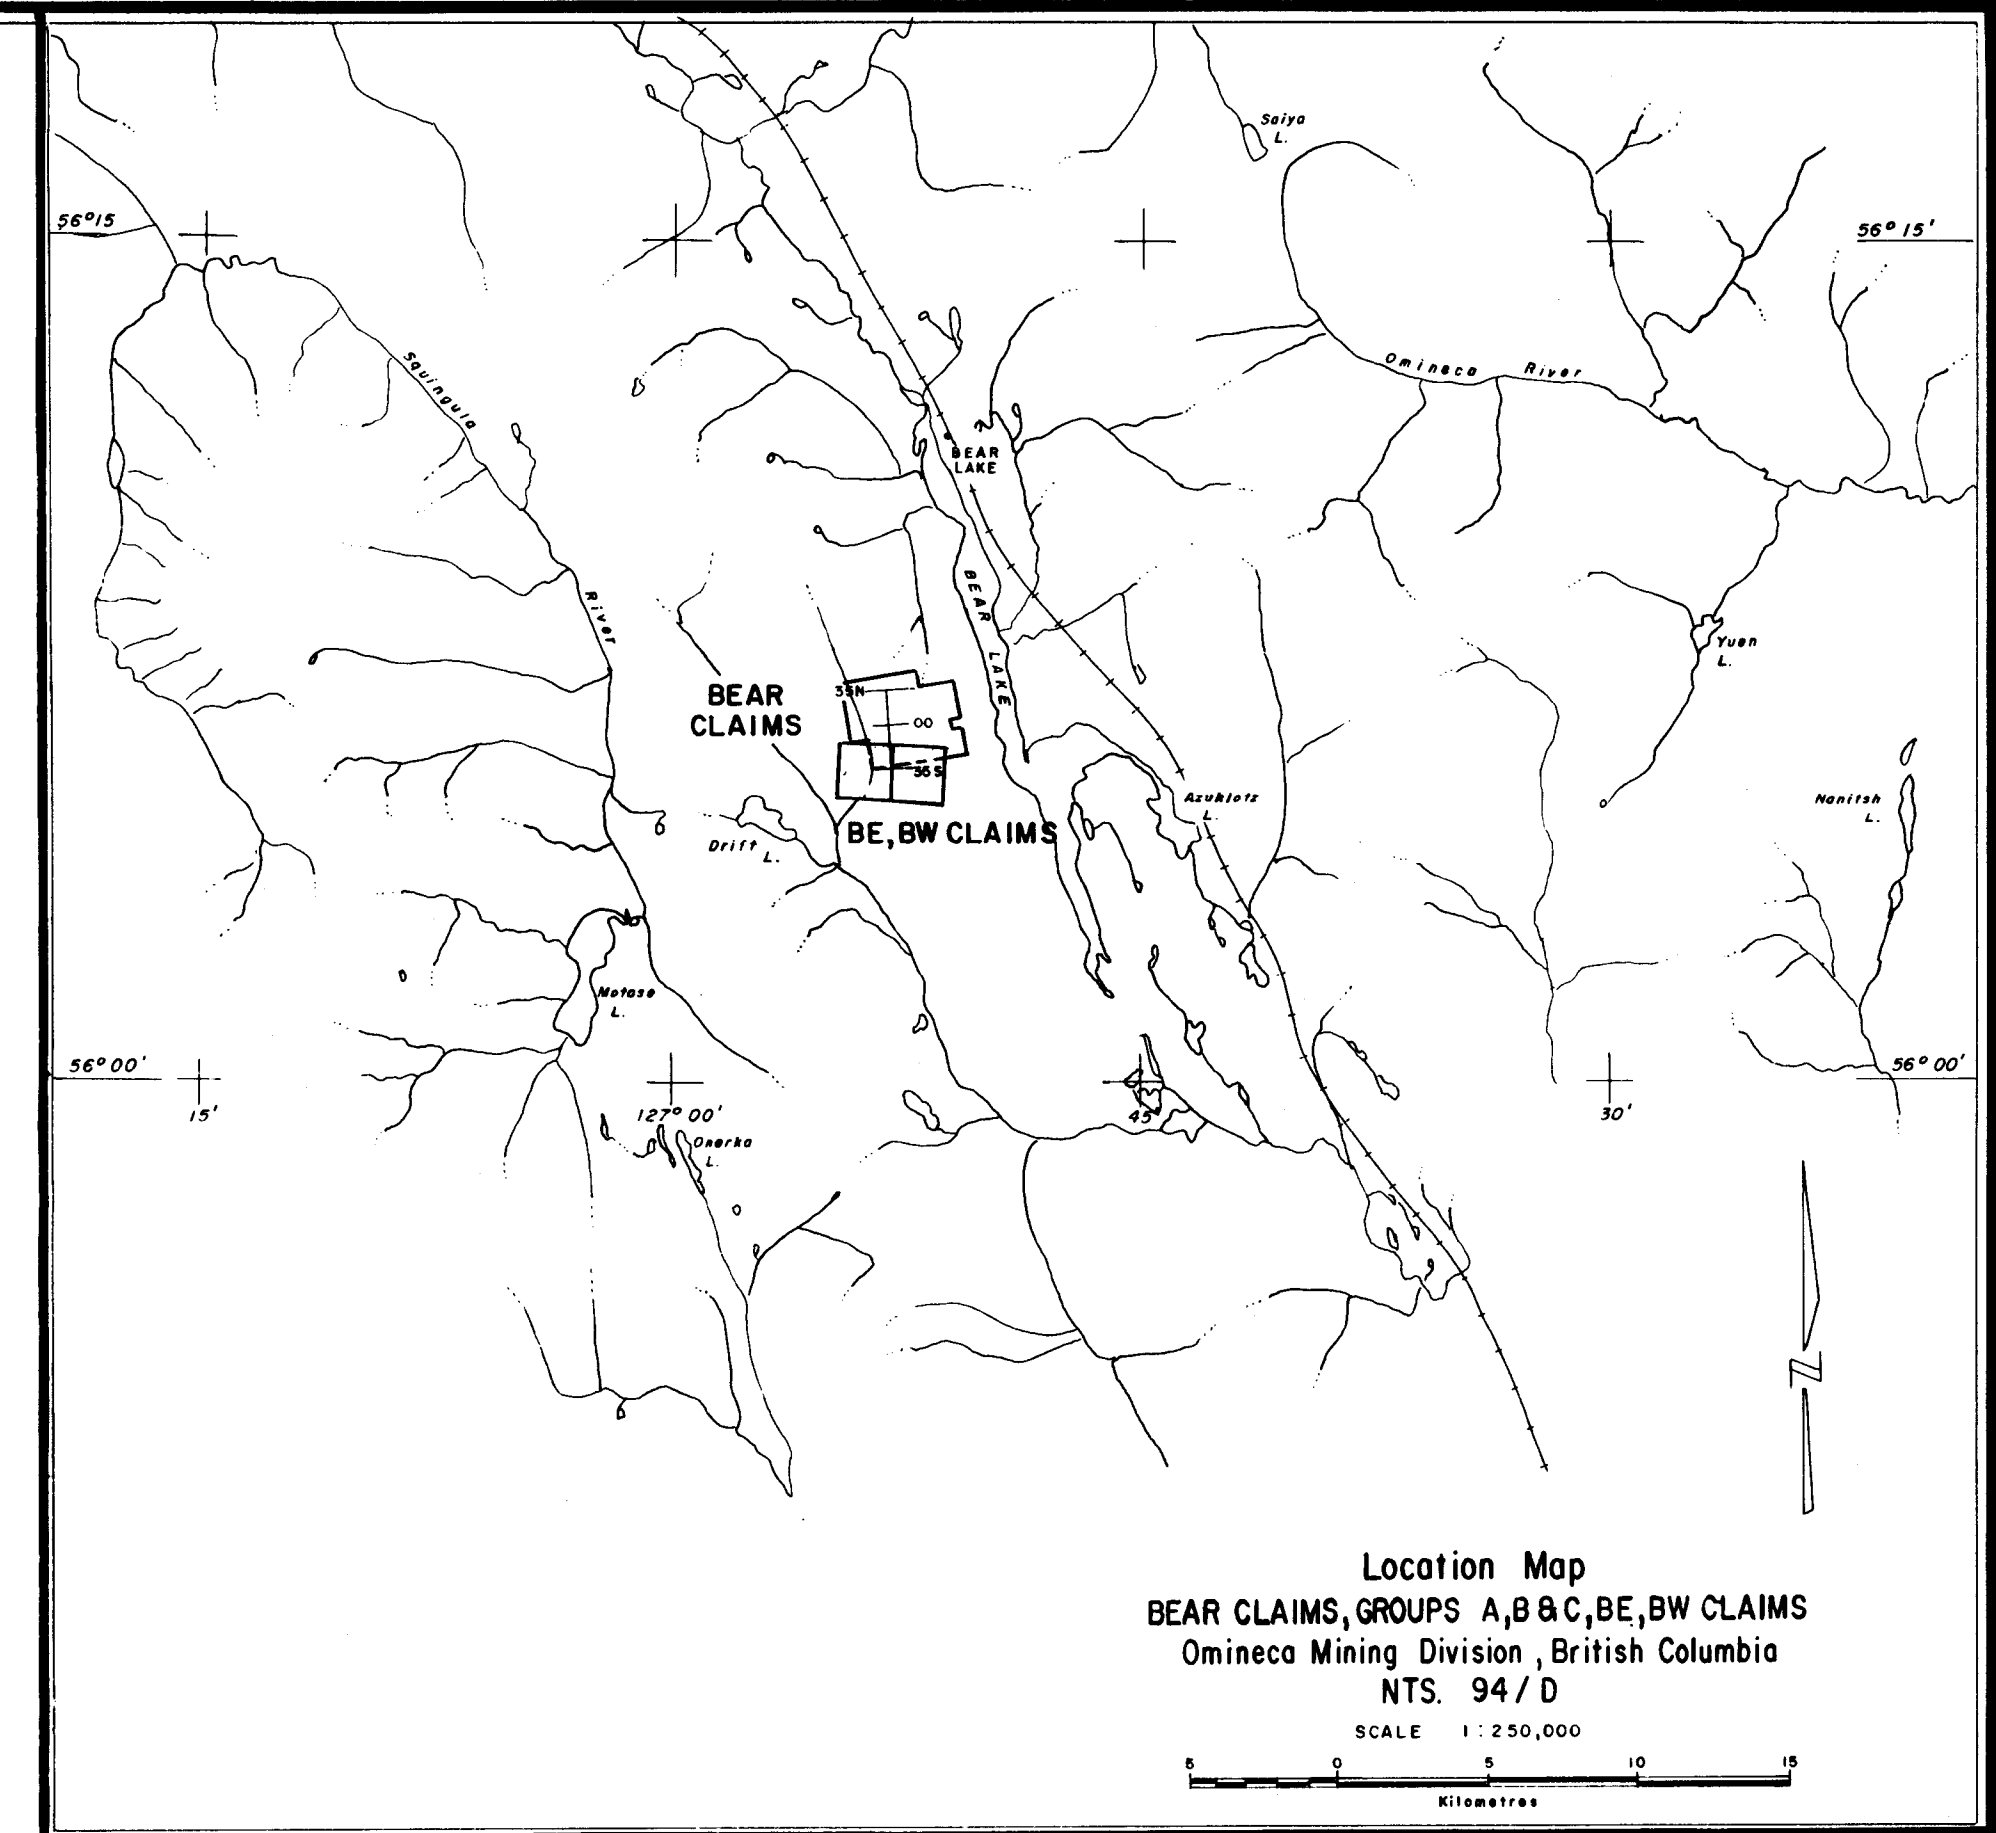 Saiya
L.
56°15
56° 15'
Squingula
Omineca River
BEAR
LAKE
River
BEAR LAKE
Yuen
L.
BEAR
CLAIMS
35N
00
36S
Azuklotz
L.
Nanitsh
L.
BE, BW CLAIMS
Drift L.
Motase
L.
56° 00'
56° 00'
15'
127° 00'
45'
30'
Onerka
L.
N
Location Map
BEAR CLAIMS, GROUPS A, B & C, BE, BW CLAIMS
Omineca Mining Division, British Columbia
NTS. 94 / D
SCALE 1 : 250,000
5 0 5 10 15
Kilometres